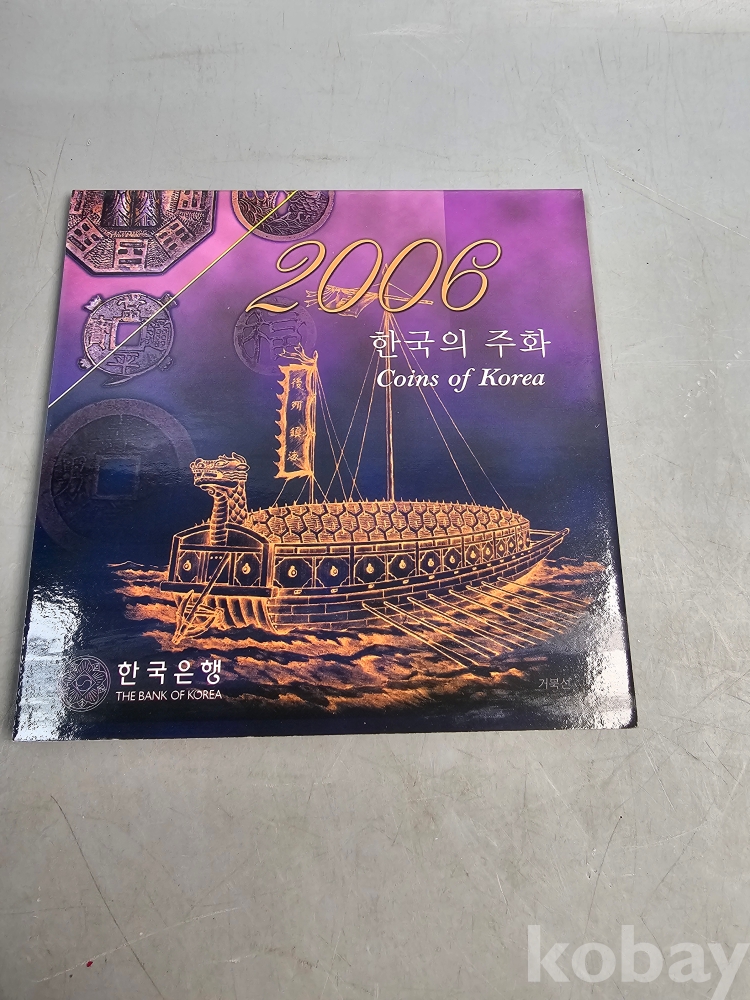 2006
한국의 주화
Coins of Korea
한국은행
THE BANK OF KOREA
거북선
kobay